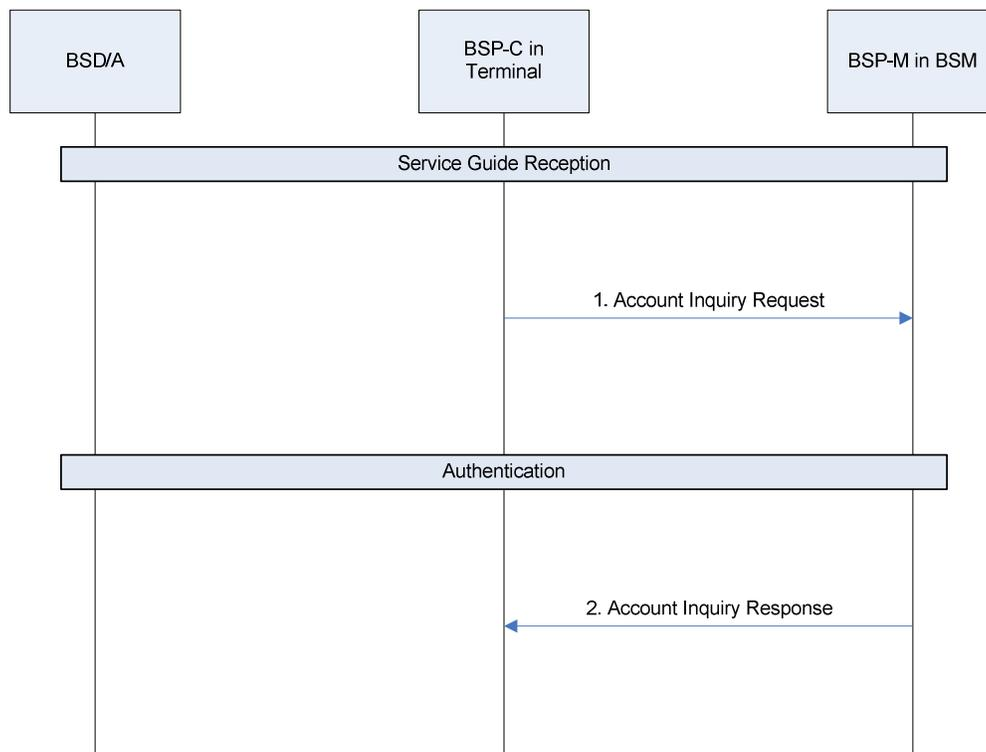 BSD/A
BSP-C in
Terminal
BSP-M in BSM
Service Guide Reception
1. Account Inquiry Request
Authentication
2. Account Inquiry Response